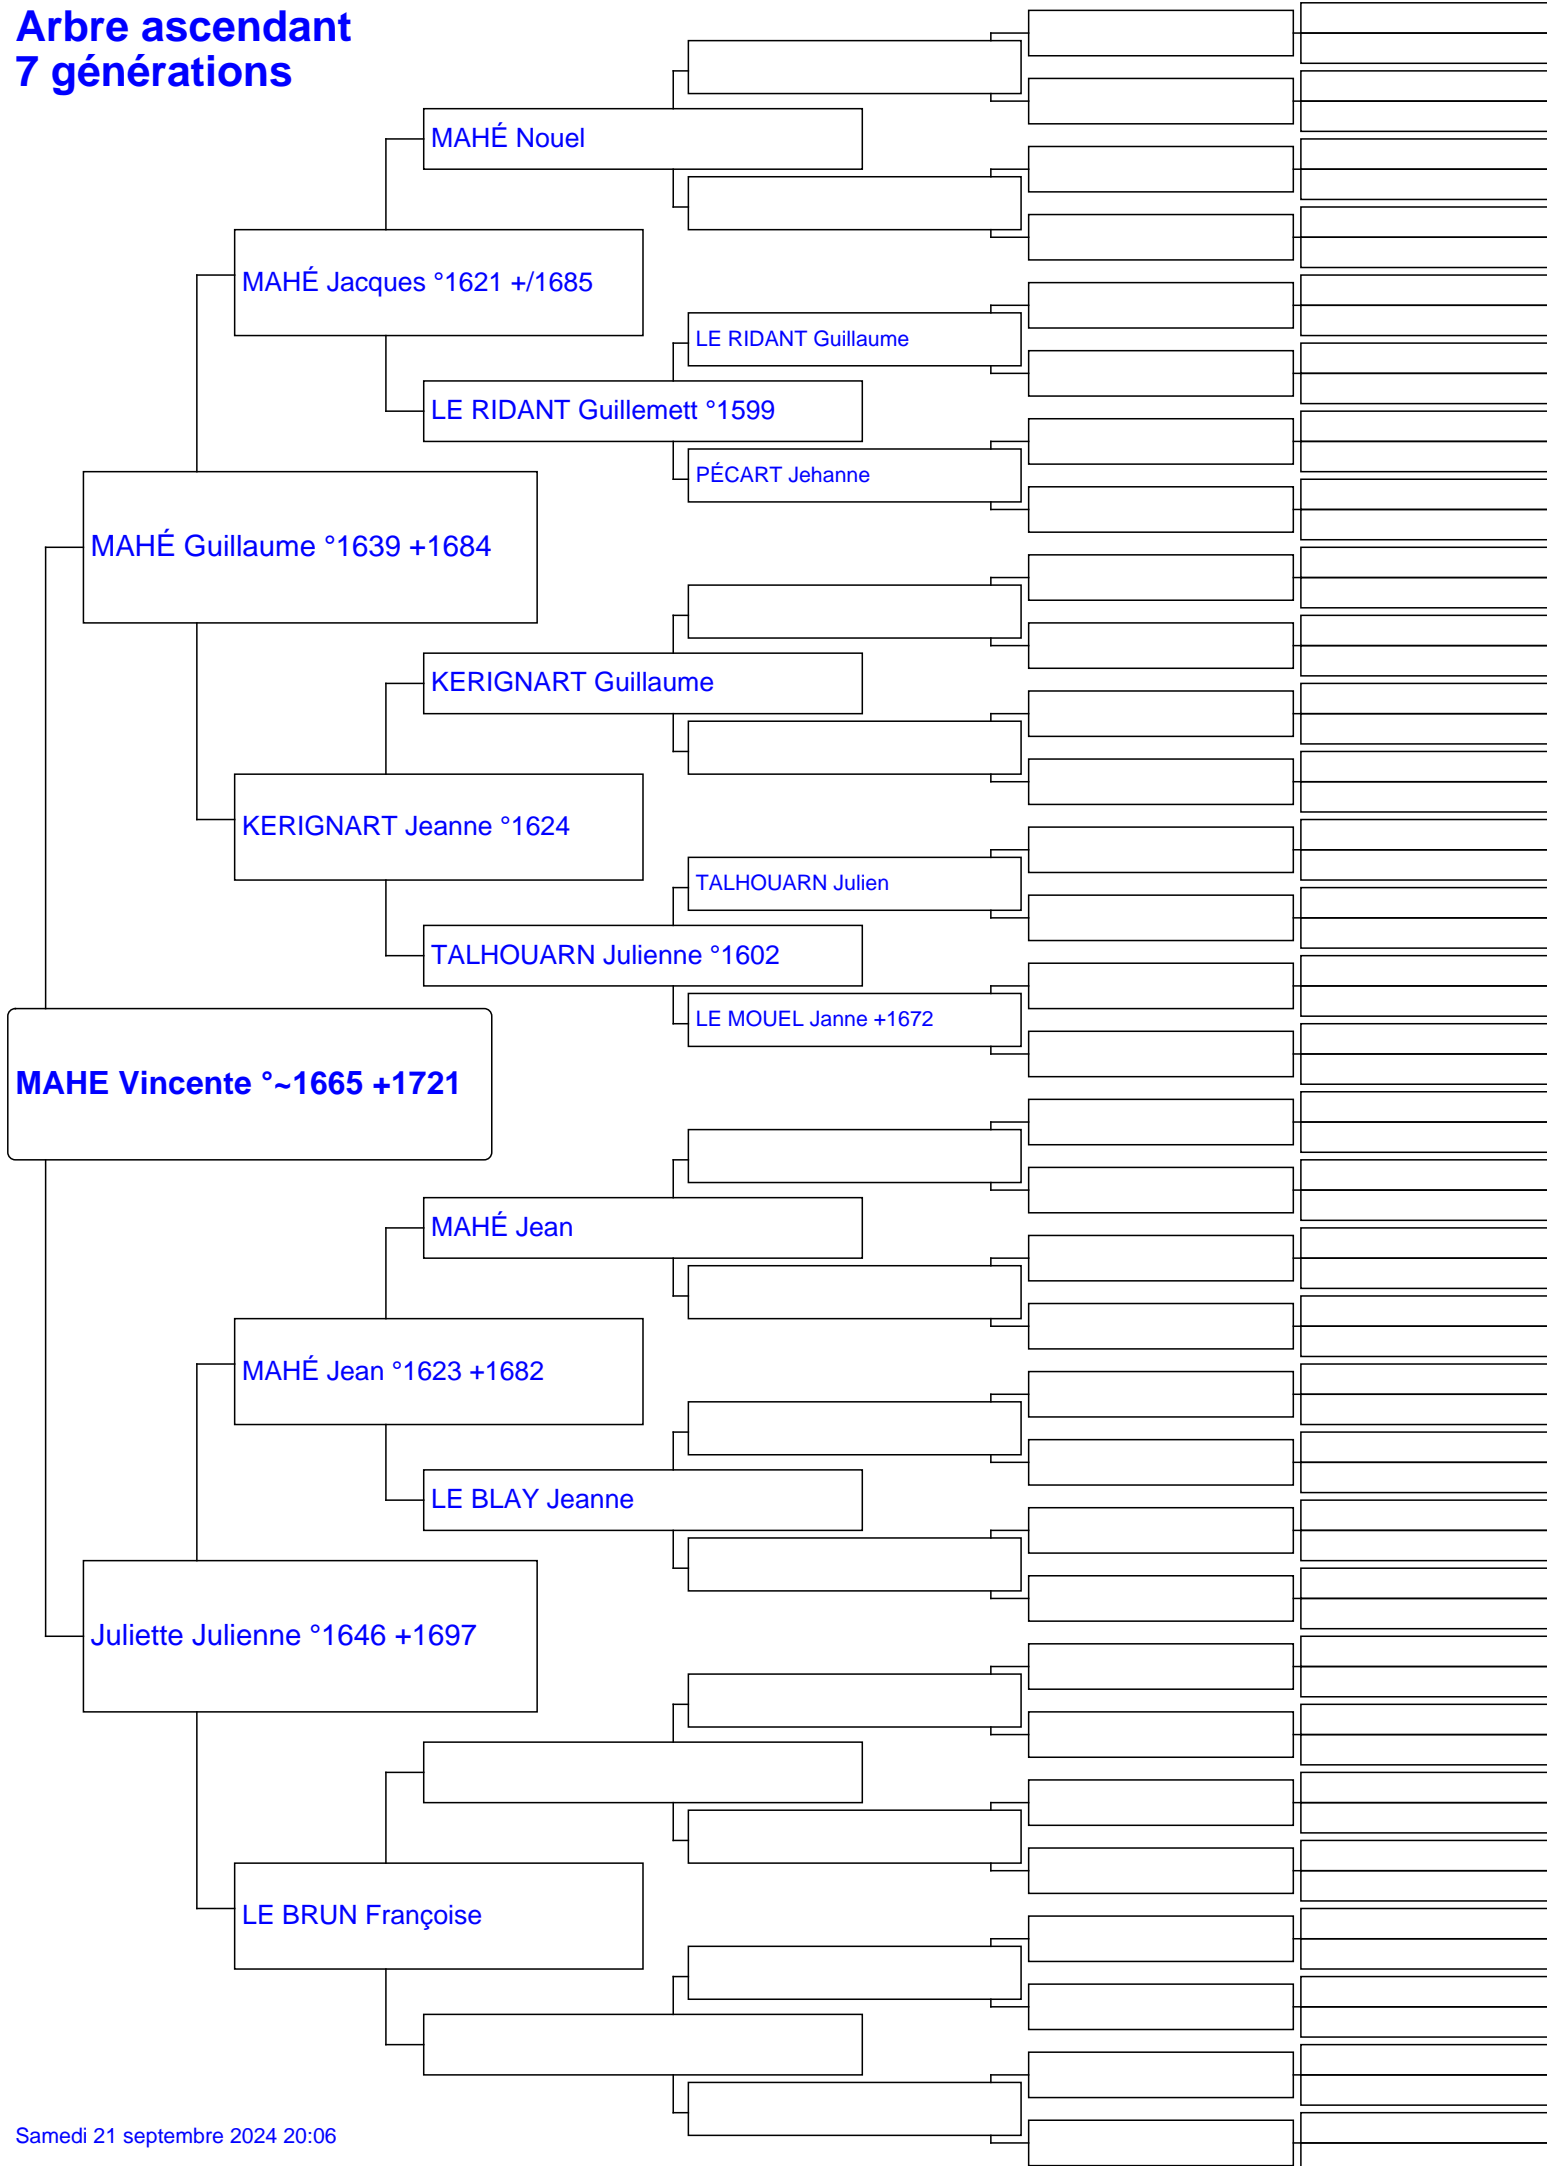 Arbre ascendant
7 générations
MAHÉ Nouel
MAHÉ Jacques °1621 +/1685
LE RIDANT Guillaume
LE RIDANT Guillemett °1599
PÉCART Jehanne
MAHÉ Guillaume °1639 +1684
KERIGNART Guillaume
KERIGNART Jeanne °1624
TALHOUARN Julien
TALHOUARN Julienne °1602
LE MOUEL Janne +1672
MAHE Vincente °~1665 +1721
MAHÉ Jean
MAHÉ Jean °1623 +1682
LE BLAY Jeanne
Juliette Julienne °1646 +1697
LE BRUN Françoise
Samedi 21 septembre 2024 20:06